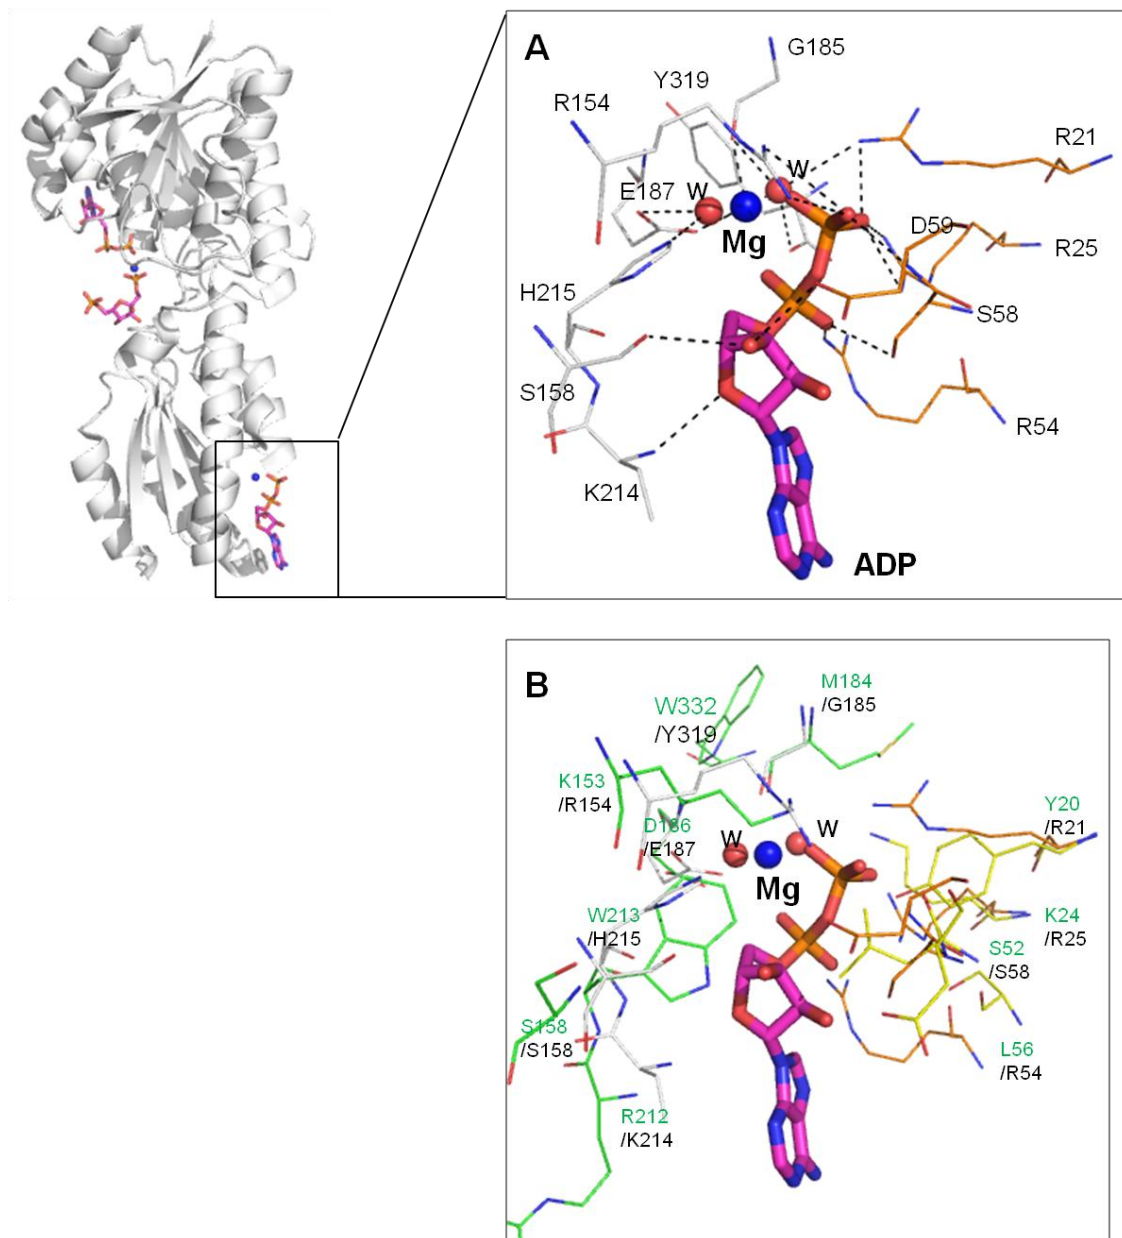 A
G185
Y319
R154
R21
W
W
E187
D59
Mg
R25
H215
S58
S158
R54
K214
ADP
B
M184
/G185
W332
/Y319
K153
/R154
Y20
/R21
D186
/E187
W
W
Mg
W213
/H215
K24
/R25
S52
/S58
S158
/S158
L56
/R54
R212
/K214